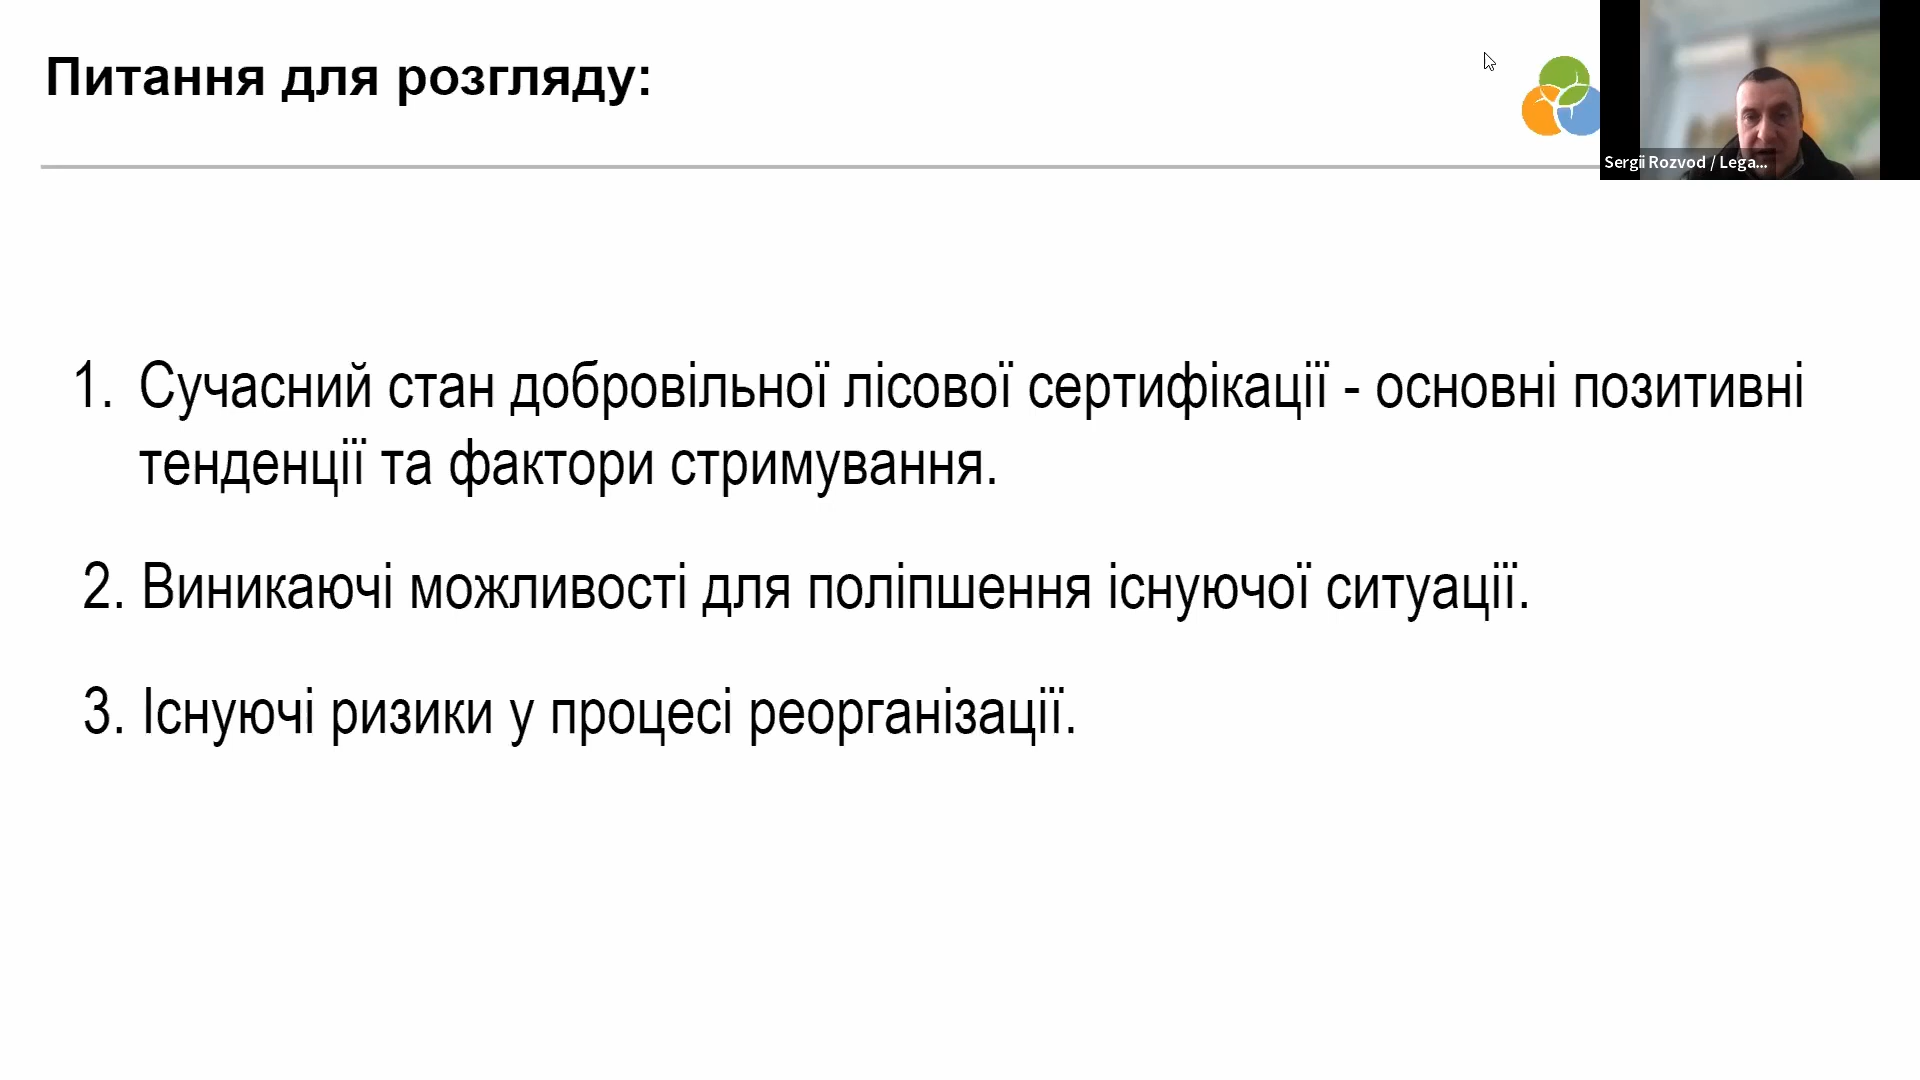 Питання для розгляду:
Sergii Rozvod / Lega...
1. Сучасний стан добровільної лісової сертифікації - основні позитивні
тенденції та фактори стримування.
2. Виникаючі можливості для поліпшення існуючої ситуації.
3. Існуючі ризики у процесі реорганізації.